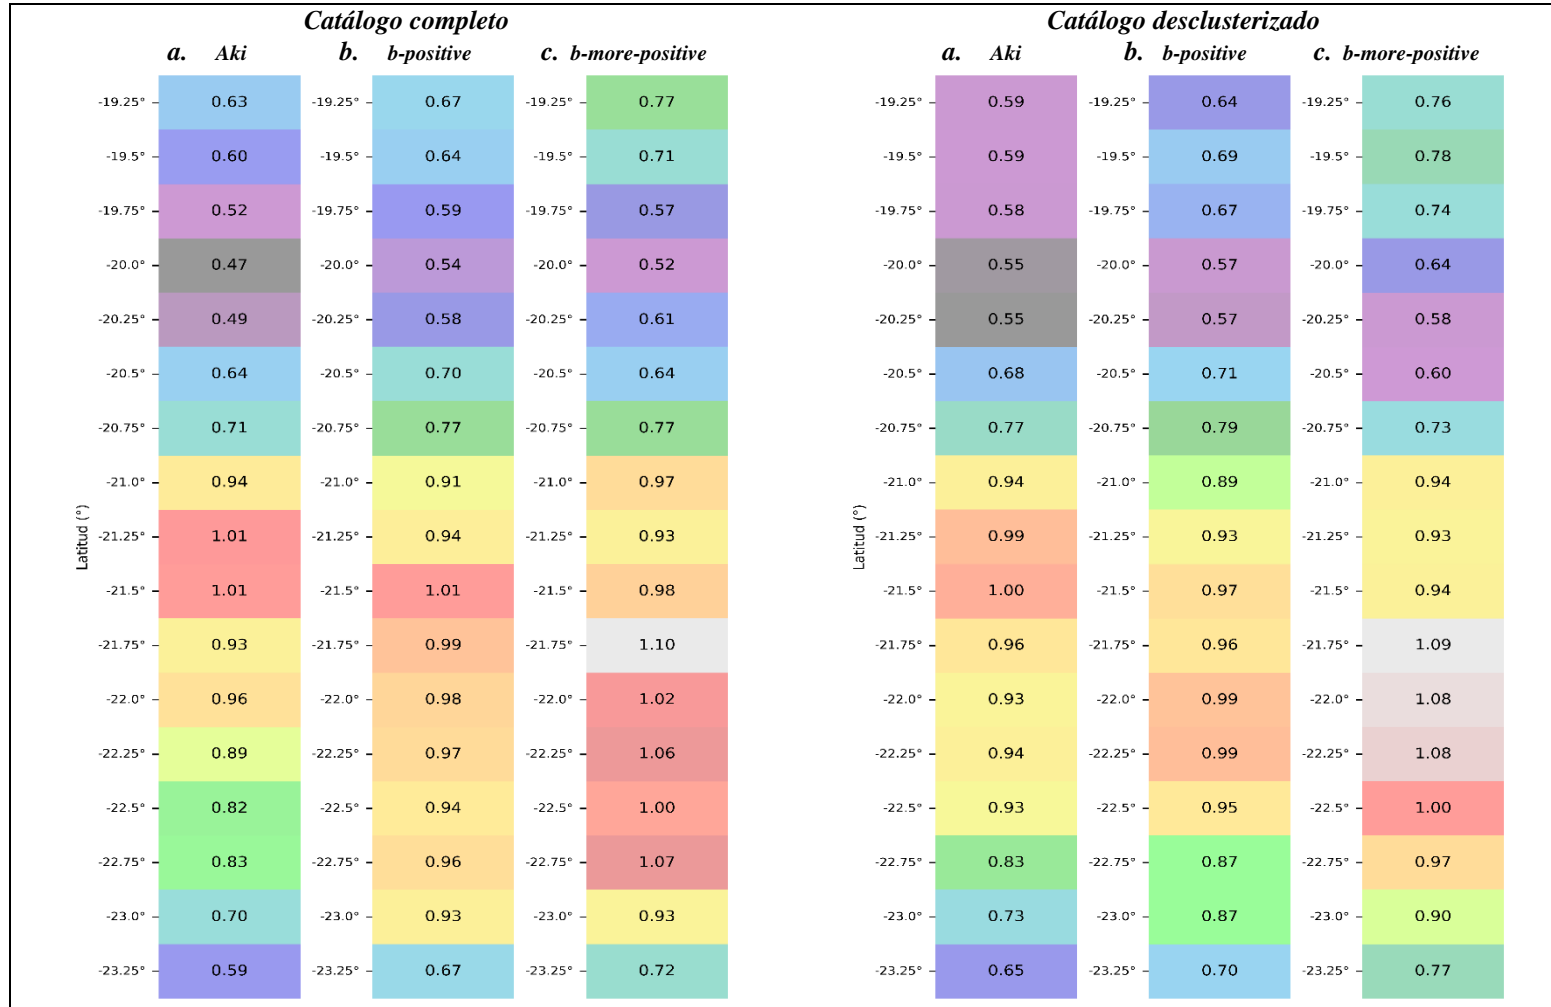 Catálogo completo Catálogo desclusterizado
a. Aki b. b-positive c. b-more-positive a. Aki b. b-positive c. b-more-positive
-19.25° 0.63 -19.25° 0.67 -19.25° 0.77 -19.25° 0.59 -19.25° 0.64 -19.25° 0.76
-19.5° 0.60 -19.5° 0.64 -19.5° 0.71 -19.5° 0.59 -19.5° 0.69 -19.5° 0.78
-19.75° 0.52 -19.75° 0.59 -19.75° 0.57 -19.75° 0.58 -19.75° 0.67 -19.75° 0.74
-20.0° 0.47 -20.0° 0.54 -20.0° 0.52 -20.0° 0.55 -20.0° 0.57 -20.0° 0.64
-20.25° 0.49 -20.25° 0.58 -20.25° 0.61 -20.25° 0.55 -20.25° 0.57 -20.25° 0.58
-20.5° 0.64 -20.5° 0.70 -20.5° 0.64 -20.5° 0.68 -20.5° 0.71 -20.5° 0.60
-20.75° 0.71 -20.75° 0.77 -20.75° 0.77 -20.75° 0.77 -20.75° 0.79 -20.75° 0.73
-21.0° 0.94 -21.0° 0.91 -21.0° 0.97 -21.0° 0.94 -21.0° 0.89 -21.0° 0.94
Latitud (°) Latitud (°)
-21.25° 1.01 -21.25° 0.94 -21.25° 0.93 -21.25° 0.99 -21.25° 0.93 -21.25° 0.93
-21.5° 1.01 -21.5° 1.01 -21.5° 0.98 -21.5° 1.00 -21.5° 0.97 -21.5° 0.94
-21.75° 0.93 -21.75° 0.99 -21.75° 1.10 -21.75° 0.96 -21.75° 0.96 -21.75° 1.09
-22.0° 0.96 -22.0° 0.98 -22.0° 1.02 -22.0° 0.93 -22.0° 0.99 -22.0° 1.08
-22.25° 0.89 -22.25° 0.97 -22.25° 1.06 -22.25° 0.94 -22.25° 0.99 -22.25° 1.08
-22.5° 0.82 -22.5° 0.94 -22.5° 1.00 -22.5° 0.93 -22.5° 0.95 -22.5° 1.00
-22.75° 0.83 -22.75° 0.96 -22.75° 1.07 -22.75° 0.83 -22.75° 0.87 -22.75° 0.97
-23.0° 0.70 -23.0° 0.93 -23.0° 0.93 -23.0° 0.73 -23.0° 0.87 -23.0° 0.90
-23.25° 0.59 -23.25° 0.67 -23.25° 0.72 -23.25° 0.65 -23.25° 0.70 -23.25° 0.77